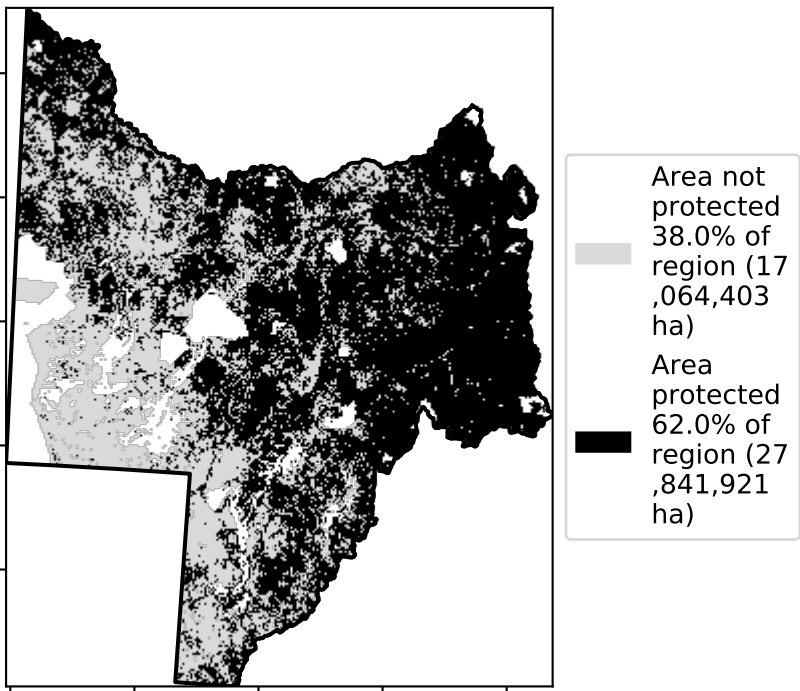 Area not
protected
38.0% of
region (17
,064,403
ha)
Area
protected
62.0% of
region (27
,841,921
ha)